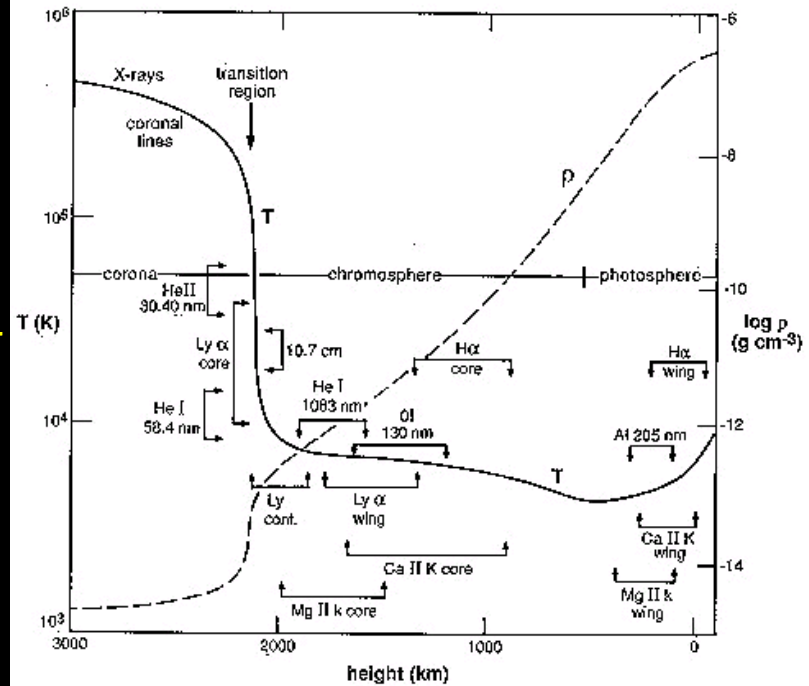 10⁶
-6
X-rays
transition
region
coronal
lines
-8
ρ
10⁵
T
corona
chromosphere
photosphere
HeII
30.40 nm
-10
T (K)
log ρ
(g cm⁻³)
Ly α
core
10.7 cm
Hα
core
Hα
wing
He I
58.4 nm
He I
1083 nm
10⁴
OI
130 nm
-12
Al 205 nm
T
Ly
cont.
Ly α
wing
Ca II K
wing
Ca II K core
-14
Mg II k core
Mg II k
wing
10³
3000
2000
1000
0
height (km)